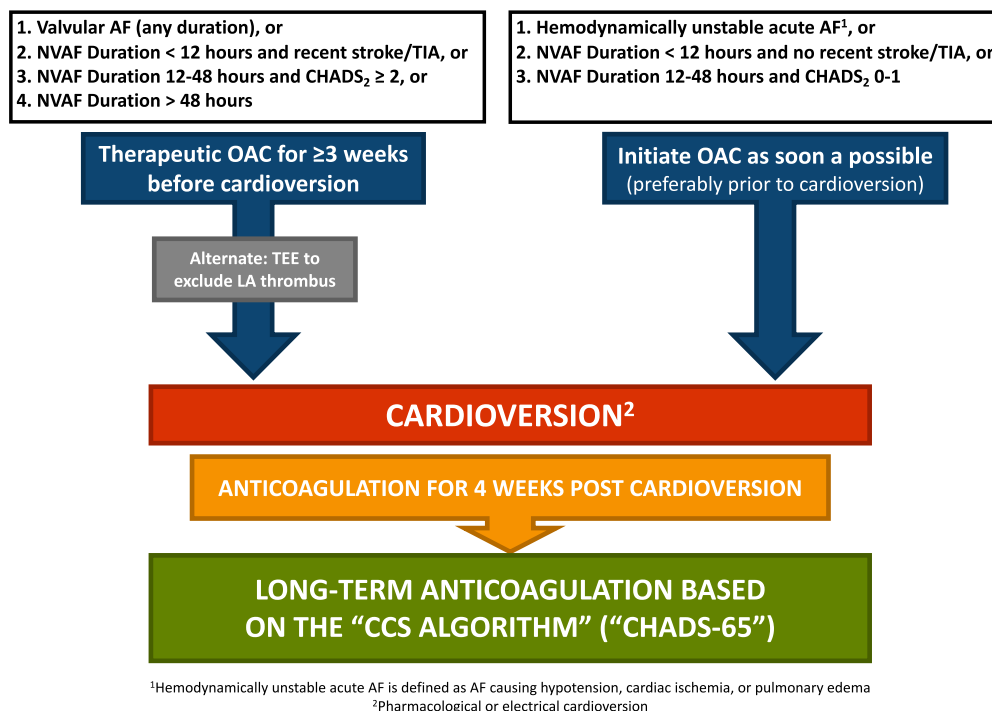 1. Valvular AF (any duration), or
2. NVAF Duration < 12 hours and recent stroke/TIA, or
3. NVAF Duration 12-48 hours and CHADS₂ ≥ 2, or
4. NVAF Duration > 48 hours
1. Hemodynamically unstable acute AF¹, or
2. NVAF Duration < 12 hours and no recent stroke/TIA, or
3. NVAF Duration 12-48 hours and CHADS₂ 0-1
Therapeutic OAC for ≥3 weeks
before cardioversion
Initiate OAC as soon a possible
(preferably prior to cardioversion)
Alternate: TEE to
exclude LA thrombus
CARDIOVERSION²
ANTICOAGULATION FOR 4 WEEKS POST CARDIOVERSION
LONG-TERM ANTICOAGULATION BASED
ON THE “CCS ALGORITHM” (“CHADS-65”)
¹Hemodynamically unstable acute AF is defined as AF causing hypotension, cardiac ischemia, or pulmonary edema
²Pharmacological or electrical cardioversion